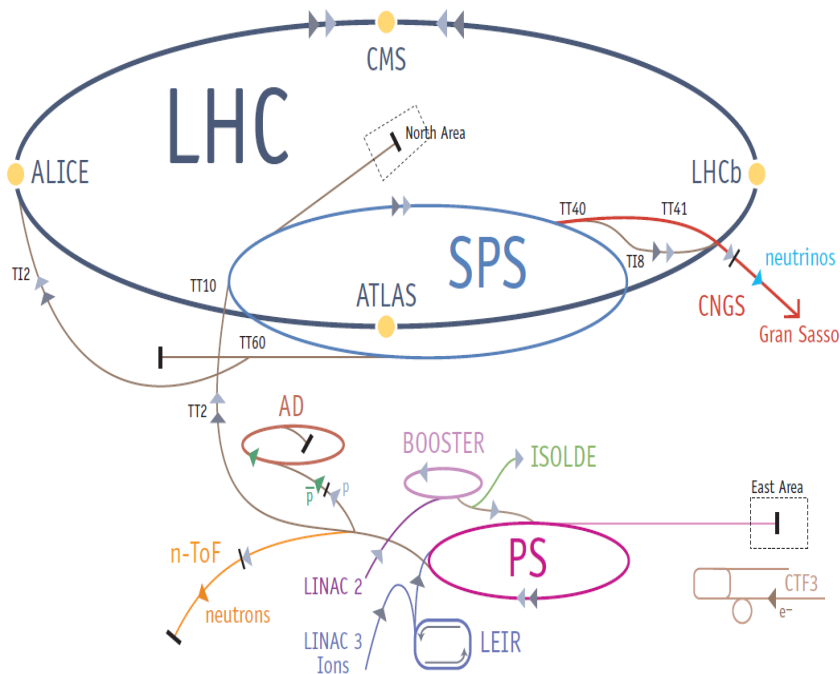 CMS
LHC
North Area
ALICE
LHCb
TT40
TT41
SPS
TI8
neutrinos
TI2
TT10
ATLAS
CNGS
Gran Sasso
TT60
TT2
AD
BOOSTER
ISOLDE
p
p̅
East Area
n-ToF
PS
LINAC 2
neutrons
CTF3
e⁻
LINAC 3
Ions
LEIR